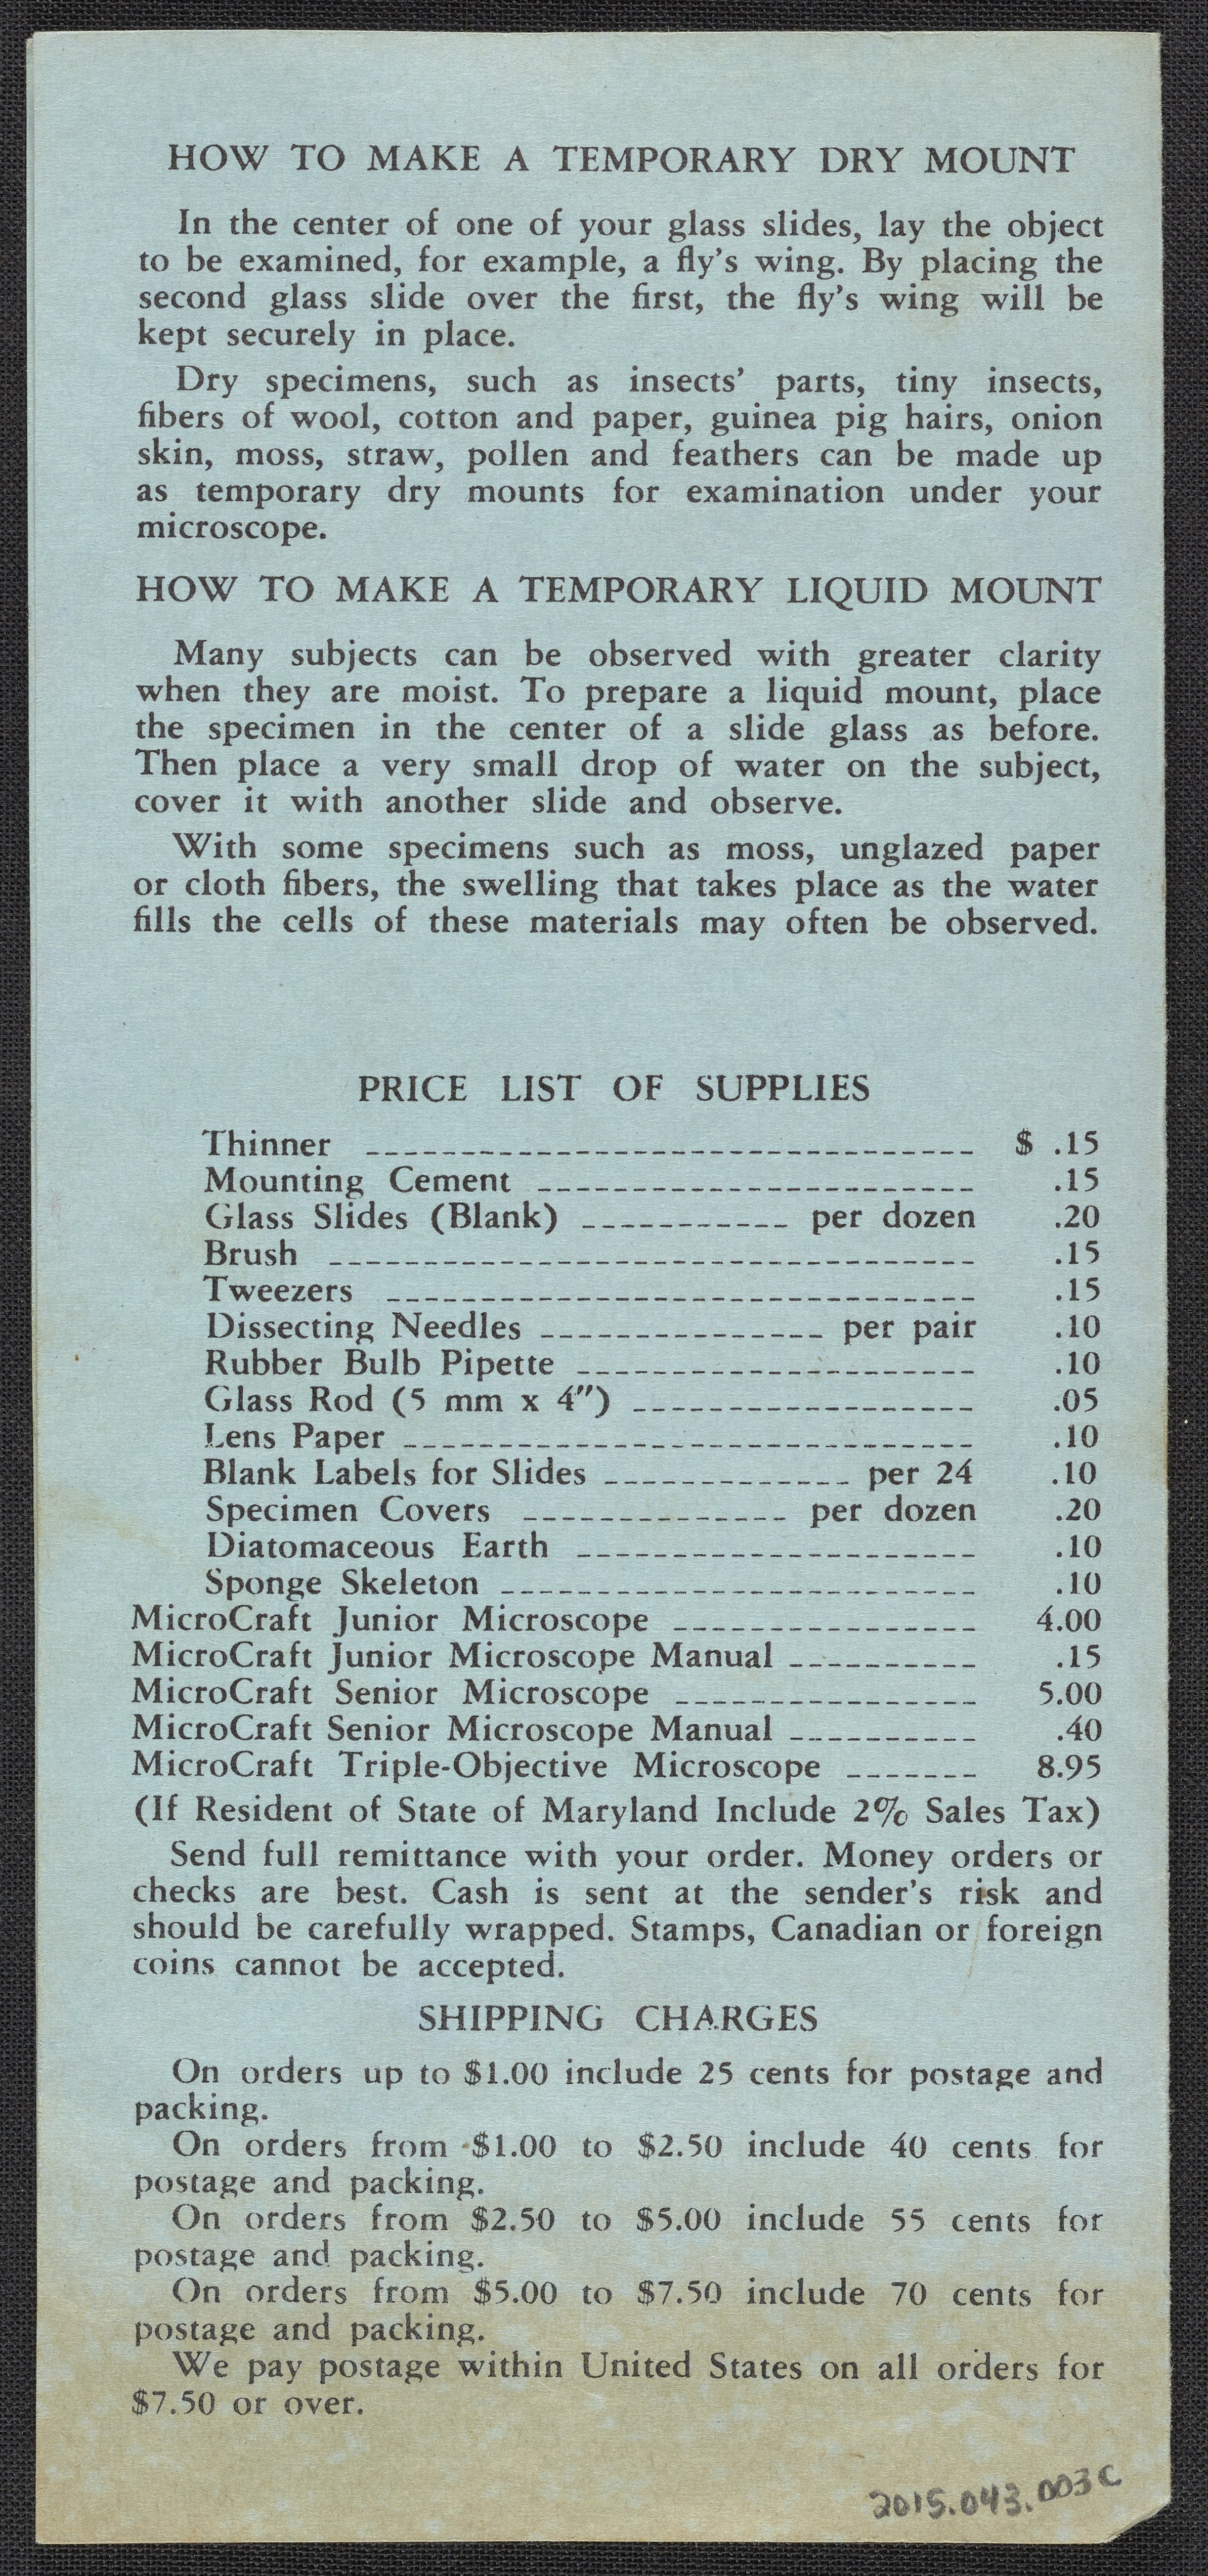 HOW TO MAKE A TEMPORARY DRY MOUNT
In the center of one of your glass slides, lay the object
to be examined, for example, a fly's wing. By placing the
second glass slide over the first, the fly's wing will be
kept securely in place.
Dry specimens, such as insects' parts, tiny insects,
fibers of wool, cotton and paper, guinea pig hairs, onion
skin, moss, straw, pollen and feathers can be made up
as temporary dry mounts for examination under your
microscope.
HOW TO MAKE A TEMPORARY LIQUID MOUNT
Many subjects can be observed with greater clarity
when they are moist. To prepare a liquid mount, place
the specimen in the center of a slide glass as before.
Then place a very small drop of water on the subject,
cover it with another slide and observe.
With some specimens such as moss, unglazed paper
or cloth fibers, the swelling that takes place as the water
fills the cells of these materials may often be observed.
PRICE LIST OF SUPPLIES
Thinner $ .15
Mounting Cement .15
Glass Slides (Blank) per dozen .20
Brush .15
Tweezers .15
Dissecting Needles per pair .10
Rubber Bulb Pipette .10
Glass Rod (5 mm x 4") .05
Lens Paper .10
Blank Labels for Slides per 24 .10
Specimen Covers per dozen .20
Diatomaceous Earth .10
Sponge Skeleton .10
MicroCraft Junior Microscope 4.00
MicroCraft Junior Microscope Manual .15
MicroCraft Senior Microscope 5.00
MicroCraft Senior Microscope Manual .40
MicroCraft Triple-Objective Microscope 8.95
(If Resident of State of Maryland Include 2% Sales Tax)
Send full remittance with your order. Money orders or
checks are best. Cash is sent at the sender's risk and
should be carefully wrapped. Stamps, Canadian or foreign
coins cannot be accepted.
SHIPPING CHARGES
On orders up to $1.00 include 25 cents for postage and
packing.
On orders from $1.00 to $2.50 include 40 cents for
postage and packing.
On orders from $2.50 to $5.00 include 55 cents for
postage and packing.
On orders from $5.00 to $7.50 include 70 cents for
postage and packing.
We pay postage within United States on all orders for
$7.50 or over.
2015.043.003c